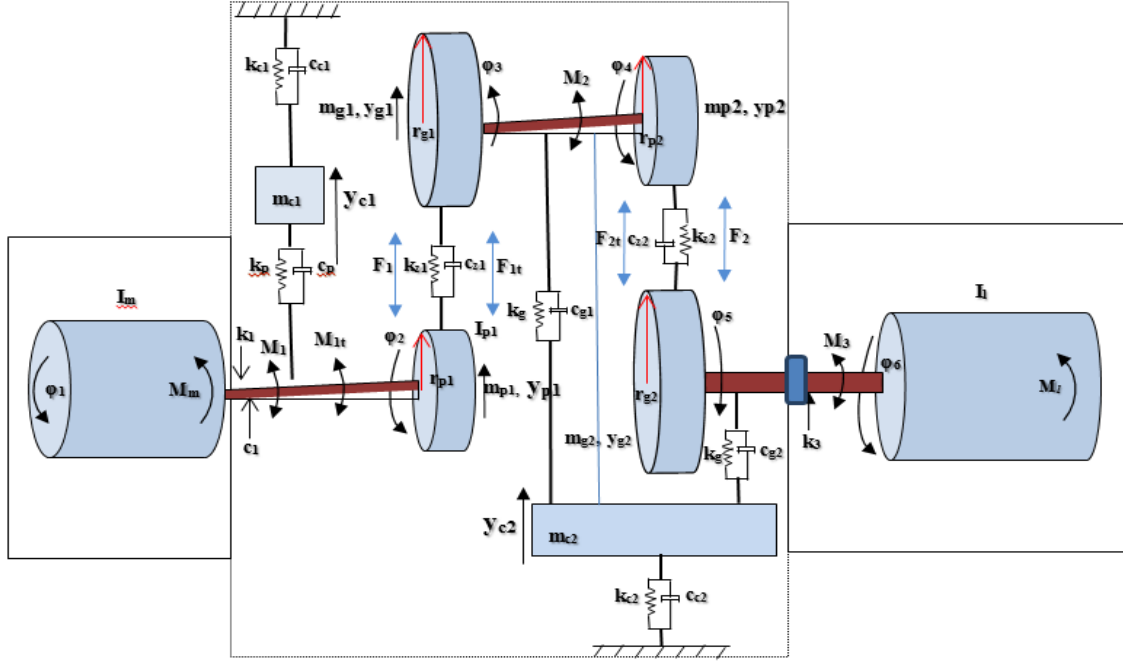 kc1
cc1
φ3
M2
φ4
mg1, yg1
rg1
mp2, yp2
rp2
mc1
yc1
kp
cp
F1
kz1
cz1
F1t
F2t
cz2
kz2
F2
Im
Il
kg
cg1
k1
M1
M1t
φ2
Ip1
rp1
mp1, yp1
φ1
Mm
c1
φ5
rg2
M3
φ6
Ml
k3
mg2, yg2
kg
cg2
yc2
mc2
kc2
cc2